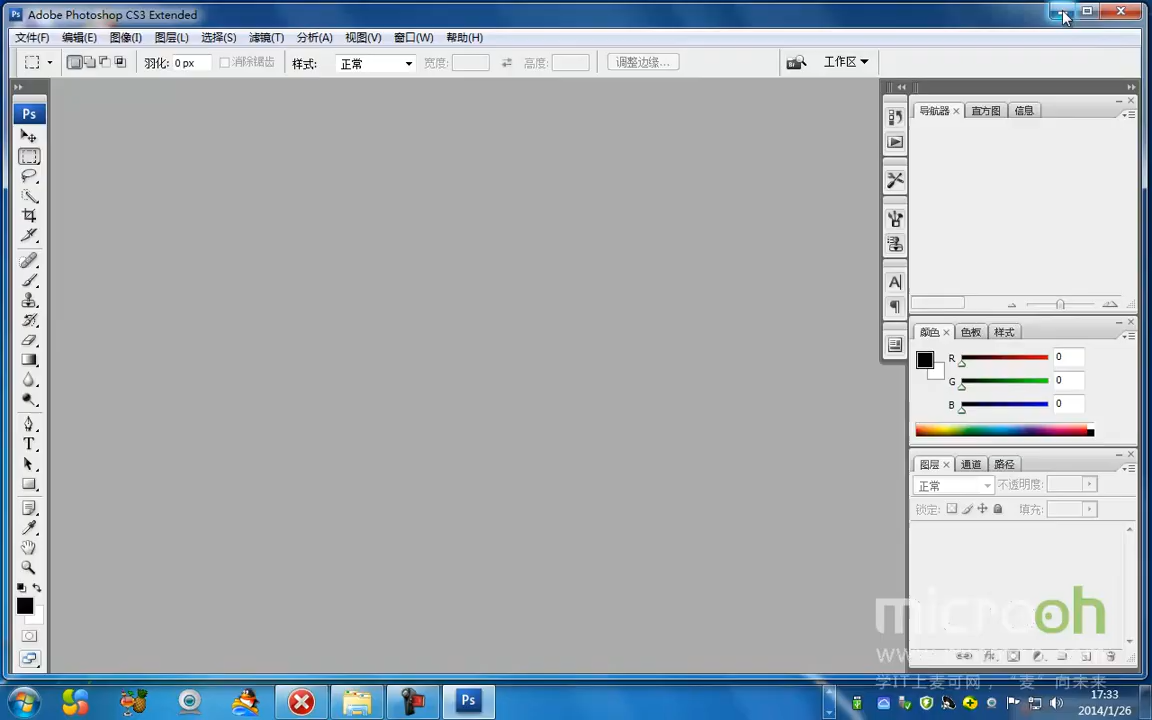 Ps Adobe Photoshop CS3 Extended
文件(F) 编辑(E) 图像(I) 图层(L) 选择(S) 滤镜(T) 分析(A) 视图(V) 窗口(W) 帮助(H)
羽化: 0 px 消除锯齿 样式: 正常 宽度: 高度: 调整边缘... 工作区
Ps
导航器 直方图 信息
颜色 色板 样式
R 0
G 0
B 0
图层 通道 路径
正常 不透明度:
锁定: 填充:
microoh
学IT上麦可网，“麦”向未来
Ps
17:33
2014/1/26